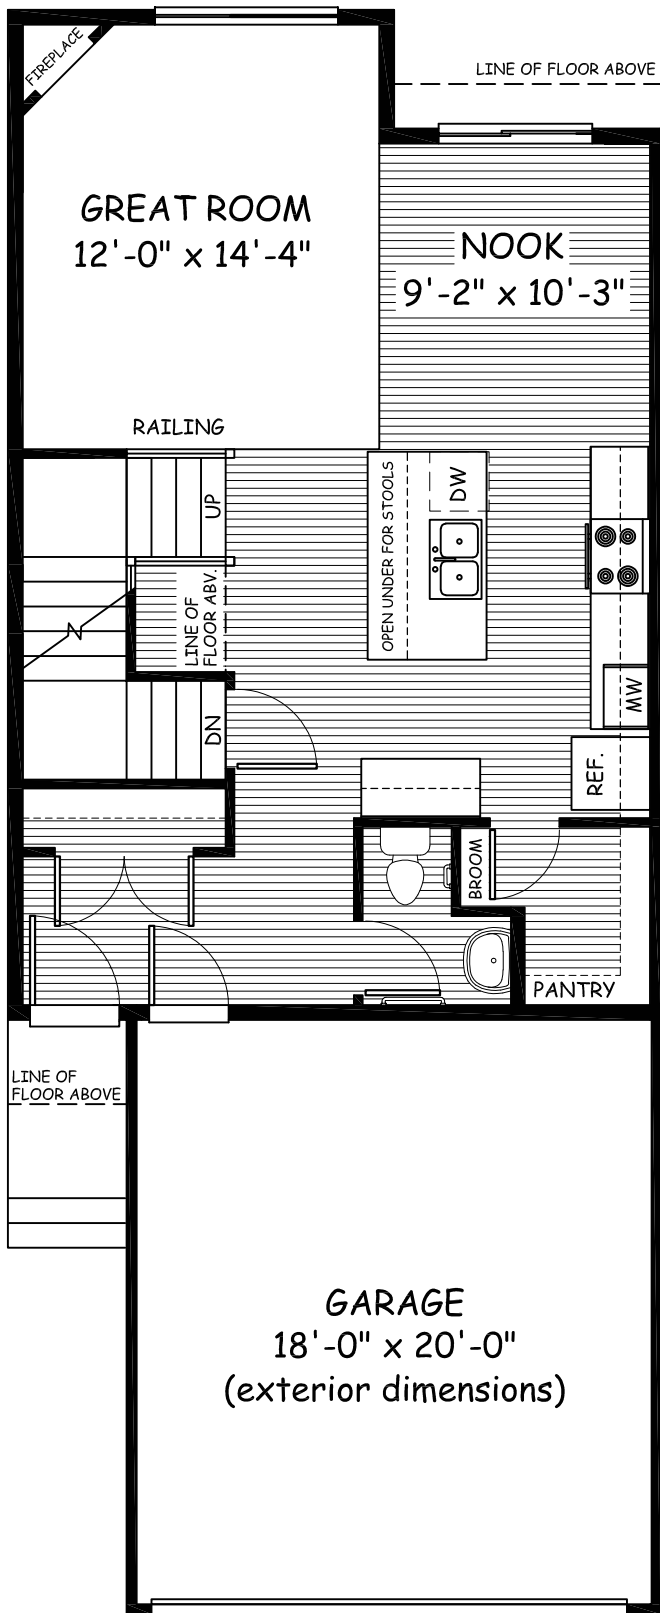 FIREPLACE
LINE OF FLOOR ABOVE
GREAT ROOM
12'-0" x 14'-4"
NOOK
9'-2" x 10'-3"
RAILING
UP
OPEN UNDER FOR STOOLS
DW
LINE OF
FLOOR ABV.
N
MW
DN
REF.
BROOM
PANTRY
LINE OF
FLOOR ABOVE
GARAGE
18'-0" x 20'-0"
(exterior dimensions)